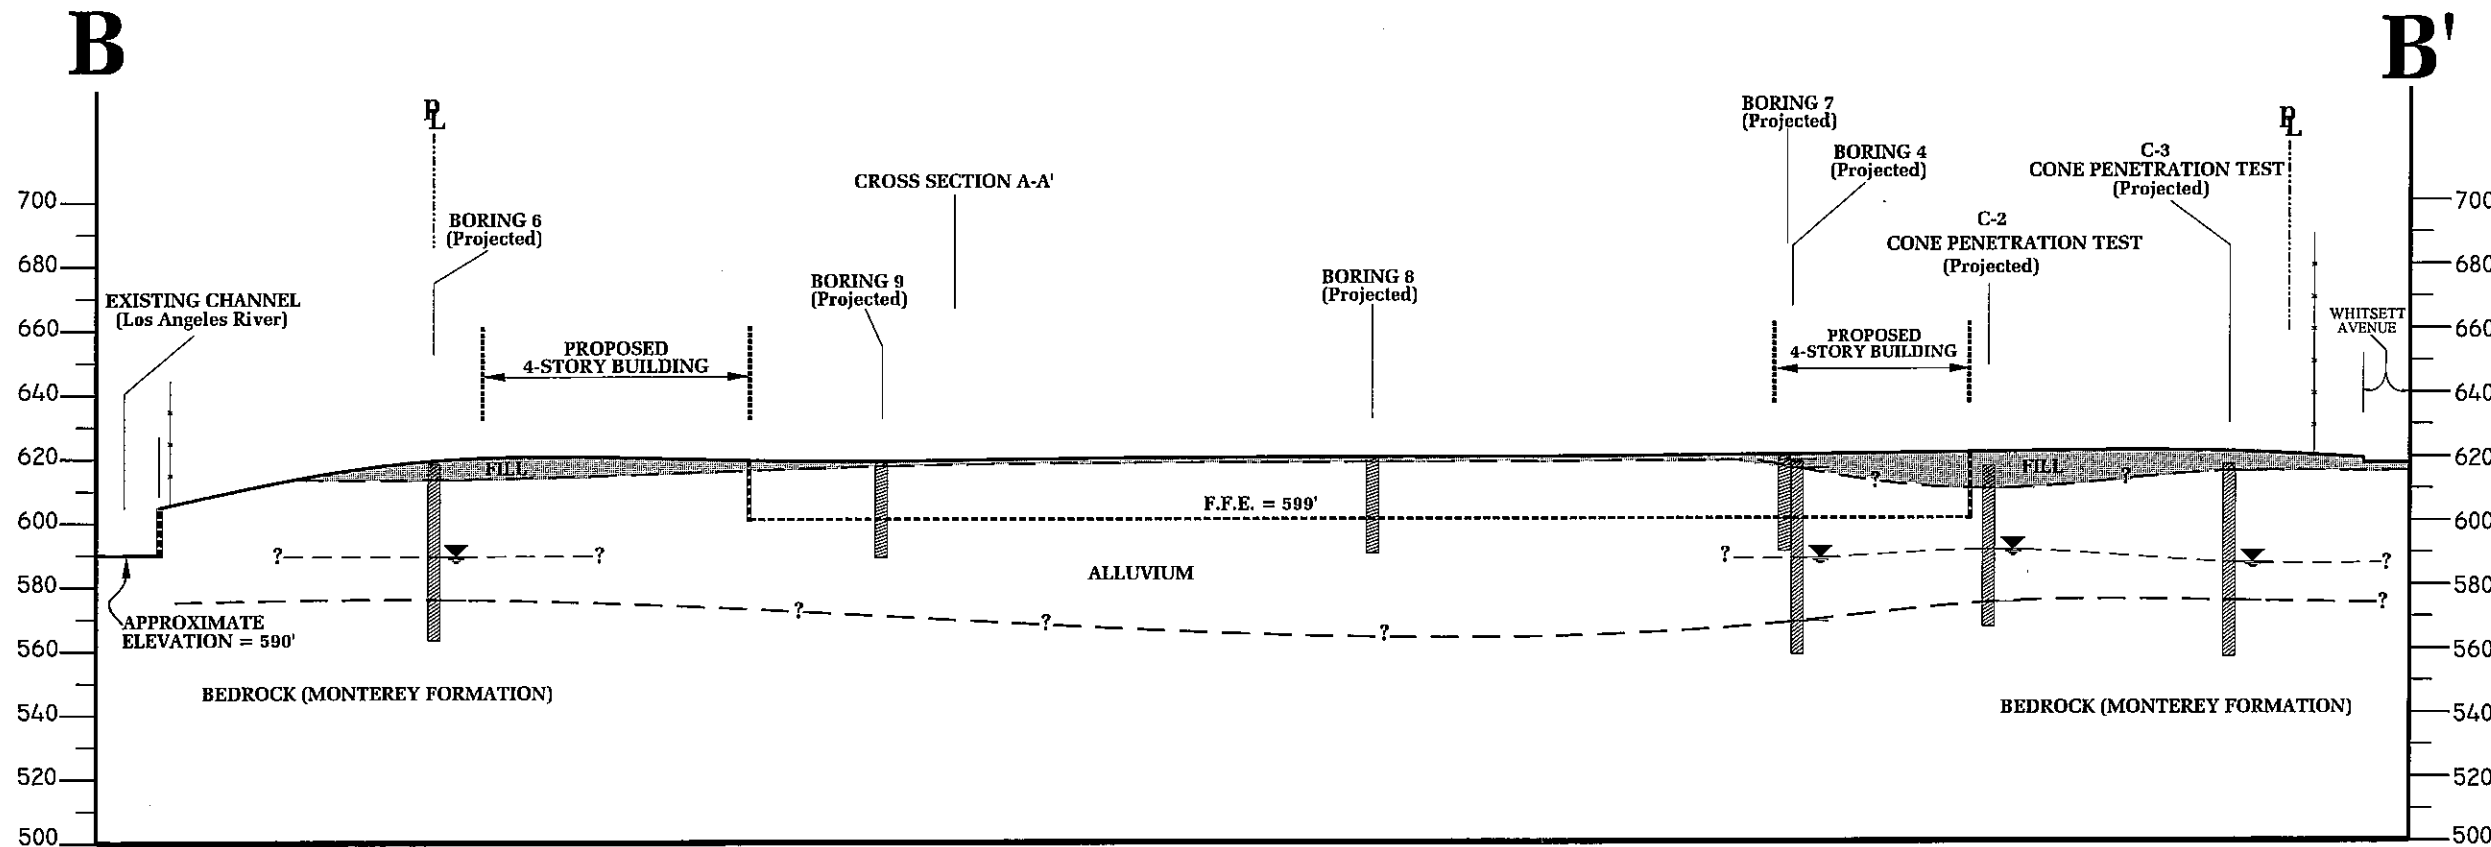 B
B'
PL
PL
BORING 7
(Projected)
BORING 4
(Projected)
C-3
CONE PENETRATION TEST
(Projected)
CROSS SECTION A-A'
BORING 6
(Projected)
C-2
CONE PENETRATION TEST
(Projected)
BORING 9
(Projected)
BORING 8
(Projected)
EXISTING CHANNEL
(Los Angeles River)
WHITSETT
AVENUE
PROPOSED
4-STORY BUILDING
PROPOSED
4-STORY BUILDING
FILL
FILL
?
?
F.F.E. = 599'
?
?
?
?
ALLUVIUM
?
?
?
?
APPROXIMATE
ELEVATION = 590'
BEDROCK (MONTEREY FORMATION)
BEDROCK (MONTEREY FORMATION)
700
680
660
640
620
600
580
560
540
520
500
700
680
660
640
620
600
580
560
540
520
500